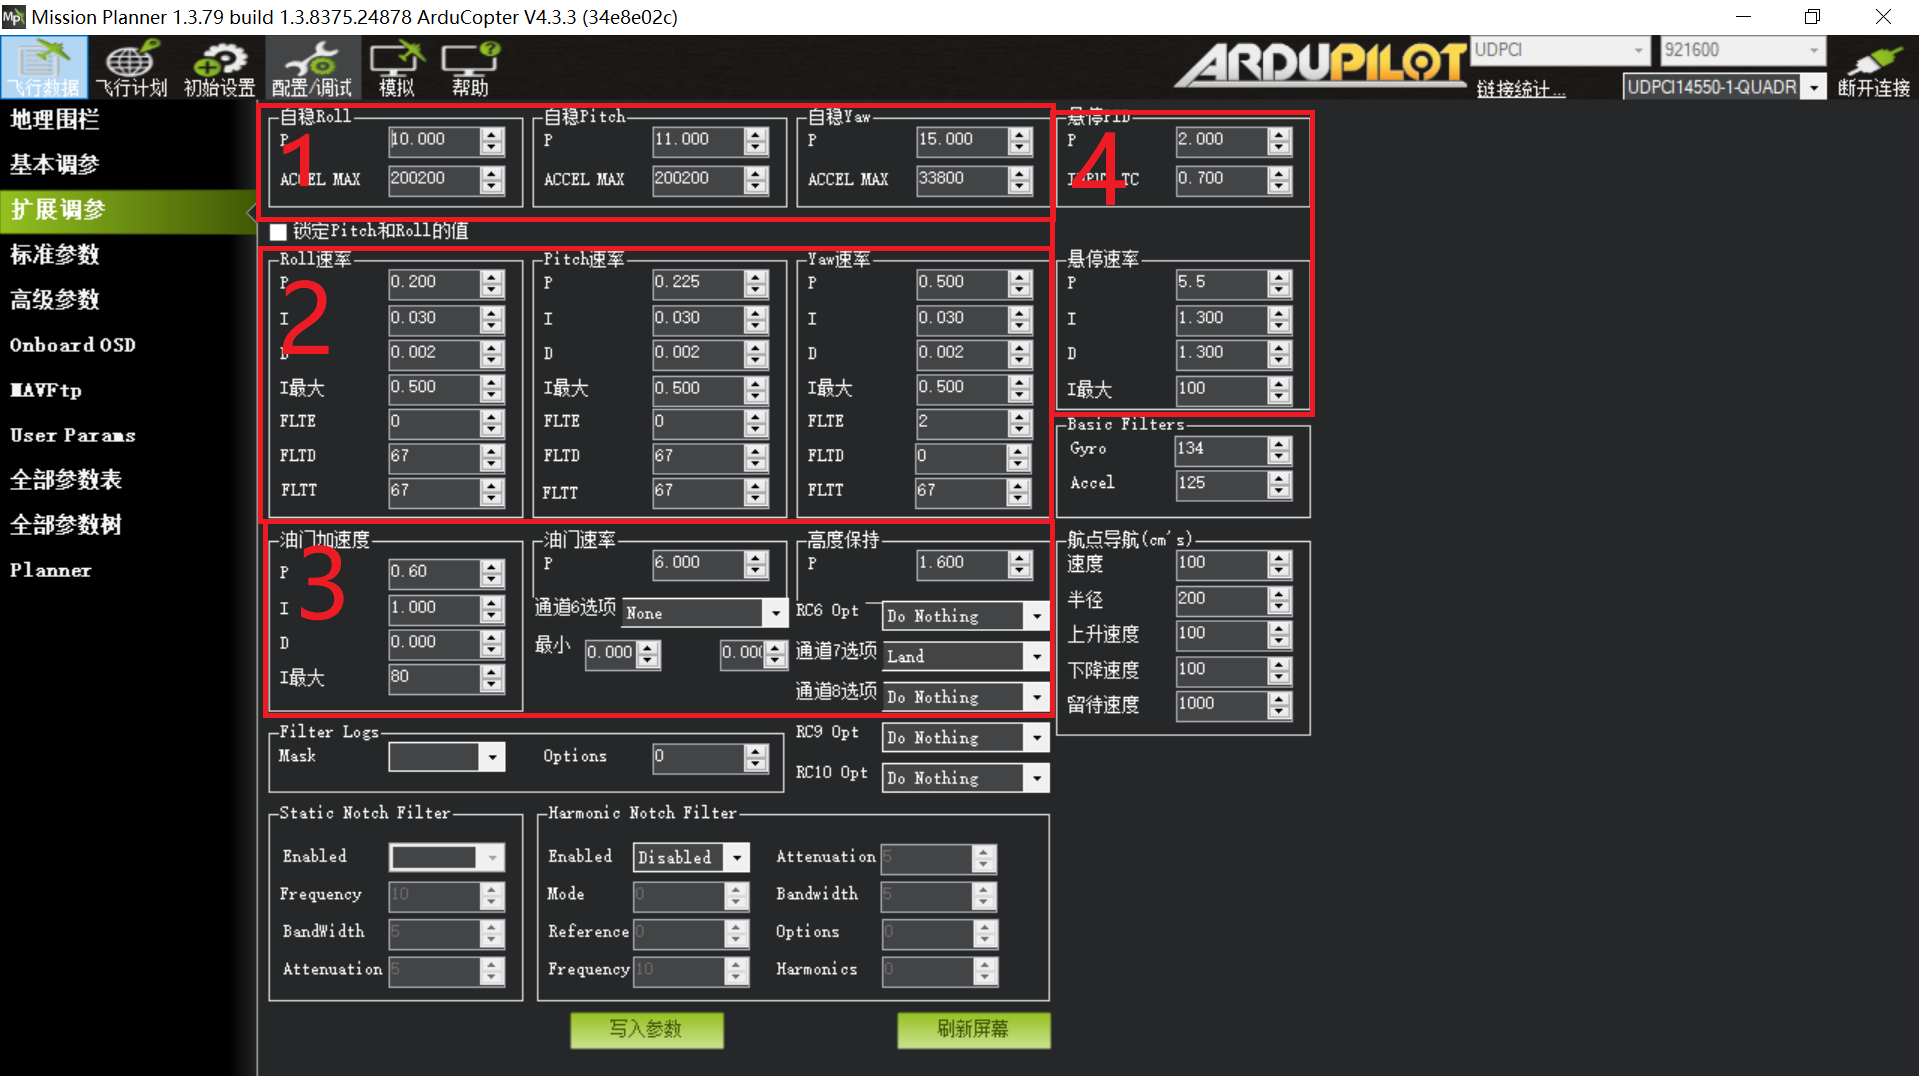 Mission Planner 1.3.79 build 1.3.8375.24878 ArduCopter V4.3.3 (34e8e02c)
飞行数据
飞行计划
初始设置
配置/调试
模拟
帮助
ARDUPILOT
UDPCl
921600
链接统计...
UDPCl14550-1-QUADR
断开连接
地理围栏
基本调参
扩展调参
标准参数
高级参数
Onboard OSD
MAVFtp
User Params
全部参数表
全部参数树
Planner
1
自稳Roll
P 10.000
ACCEL MAX 200200
自稳Pitch
P 11.000
ACCEL MAX 200200
自稳Yaw
P 15.000
ACCEL MAX 33800
4
悬停PID
P 2.000
INPUT TC 0.700
锁定Pitch和Roll的值
2
Roll速率
P 0.200
I 0.030
D 0.002
I最大 0.500
FLTE 0
FLTD 67
FLTT 67
Pitch速率
P 0.225
I 0.030
D 0.002
I最大 0.500
FLTE 0
FLTD 67
FLTT 67
Yaw速率
P 0.500
I 0.030
D 0.002
I最大 0.500
FLTE 2
FLTD 0
FLTT 67
悬停速率
P 5.5
I 1.300
D 1.300
I最大 100
Basic Filters
Gyro 134
Accel 125
3
油门加速度
P 0.60
I 1.000
D 0.000
I最大 80
油门速率
P 6.000
通道6选项 None
最小 0.000 0.00
高度保持
P 1.600
RC6 Opt Do Nothing
通道7选项 Land
通道8选项 Do Nothing
RC9 Opt Do Nothing
RC10 Opt Do Nothing
航点导航(cm's)
速度 100
半径 200
上升速度 100
下降速度 100
留待速度 1000
Filter Logs
Mask
Options 0
Static Notch Filter
Enabled
Frequency 10
BandWidth 5
Attenuation 5
Harmonic Notch Filter
Enabled Disabled
Mode 0
Reference 0
Frequency 10
Attenuation 5
Bandwidth 5
Options 0
Harmonics 0
写入参数
刷新屏幕